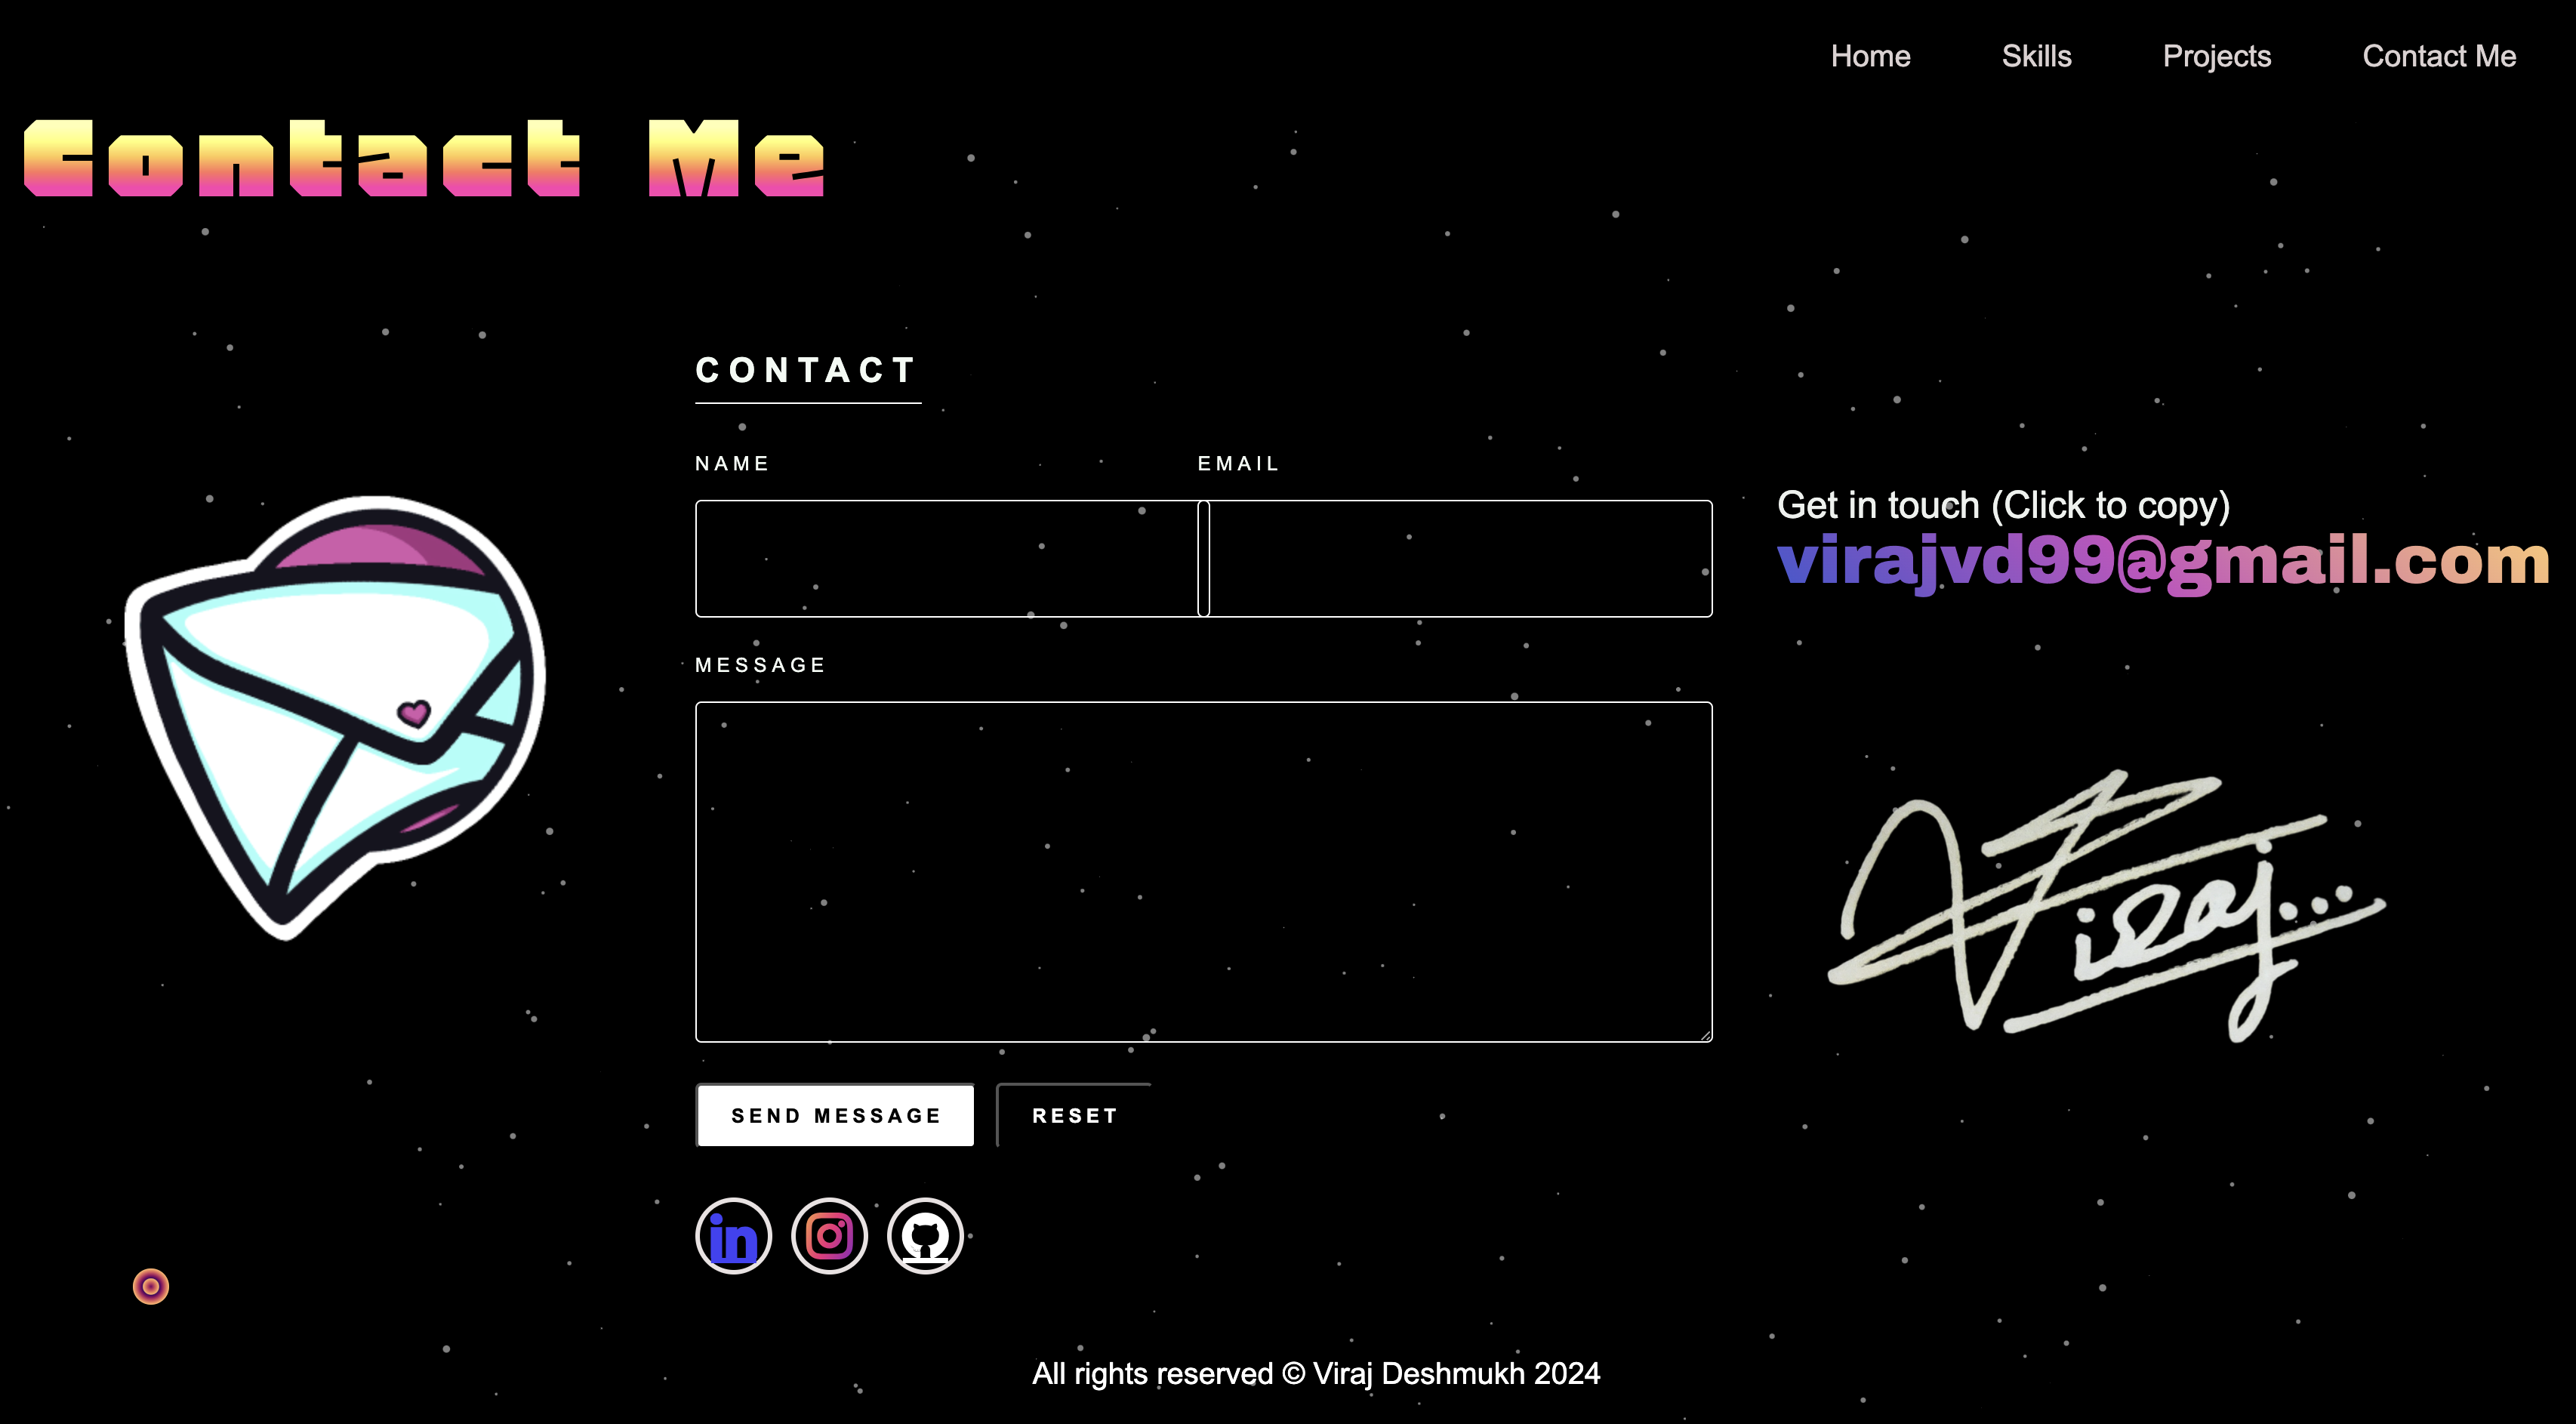 Home Skills Projects Contact Me
Contact Me
CONTACT
NAME EMAIL
Get in touch (Click to copy)
virajvd99@gmail.com
MESSAGE
Viraj...
SEND MESSAGE RESET
in
All rights reserved © Viraj Deshmukh 2024